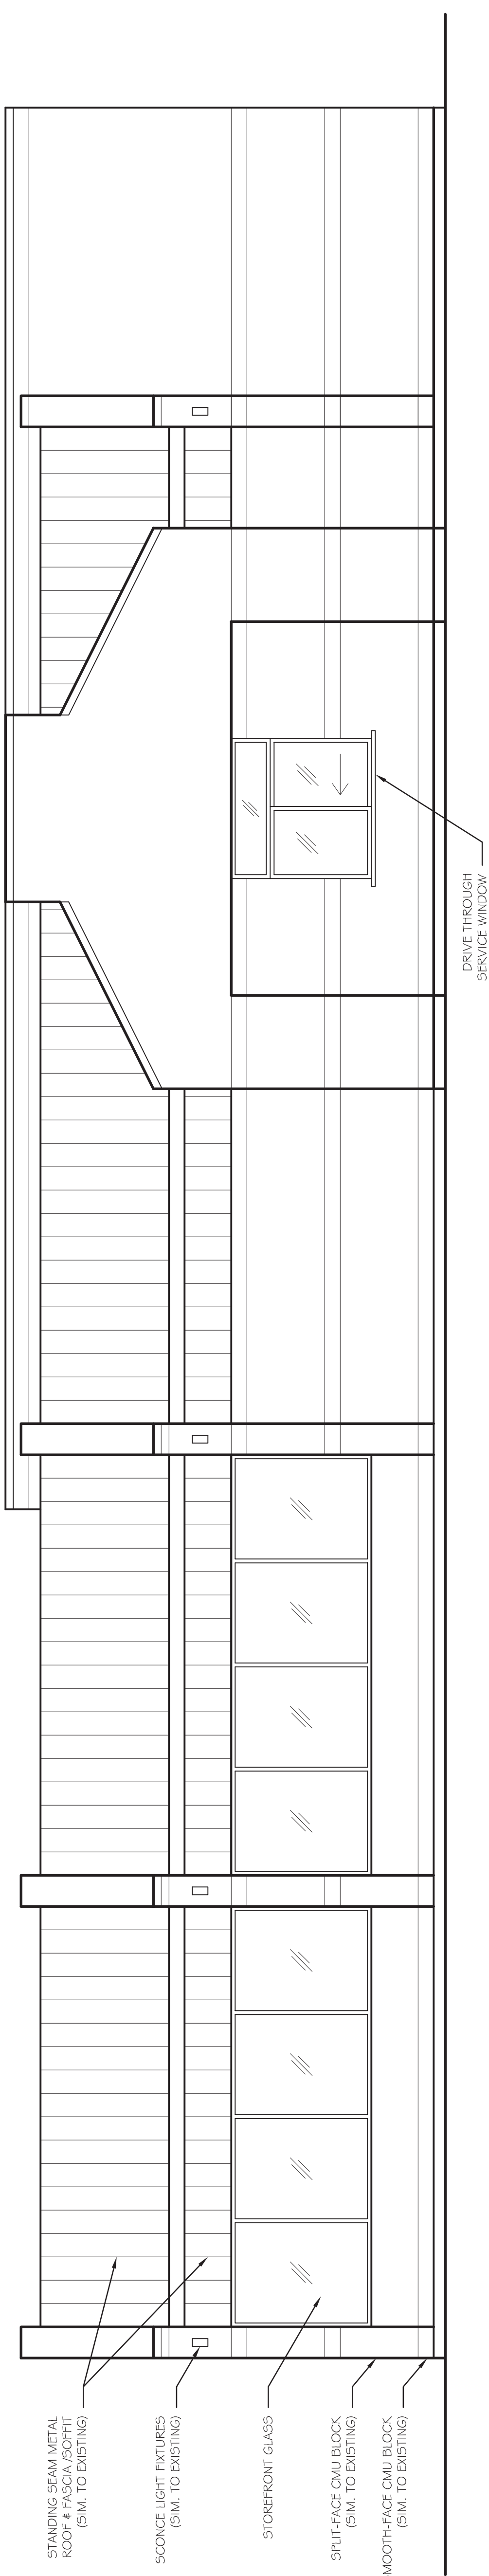 STANDING SEAM METAL
ROOF & FASCIA /SOFFIT
(SIM. TO EXISTING)
SCONCE LIGHT FIXTURES
(SIM. TO EXISTING)
STOREFRONT GLASS
SPLIT-FACE CMU BLOCK
(SIM. TO EXISTING)
MOOTH-FACE CMU BLOCK
(SIM. TO EXISTING)
DRIVE THROUGH
SERVICE WINDOW